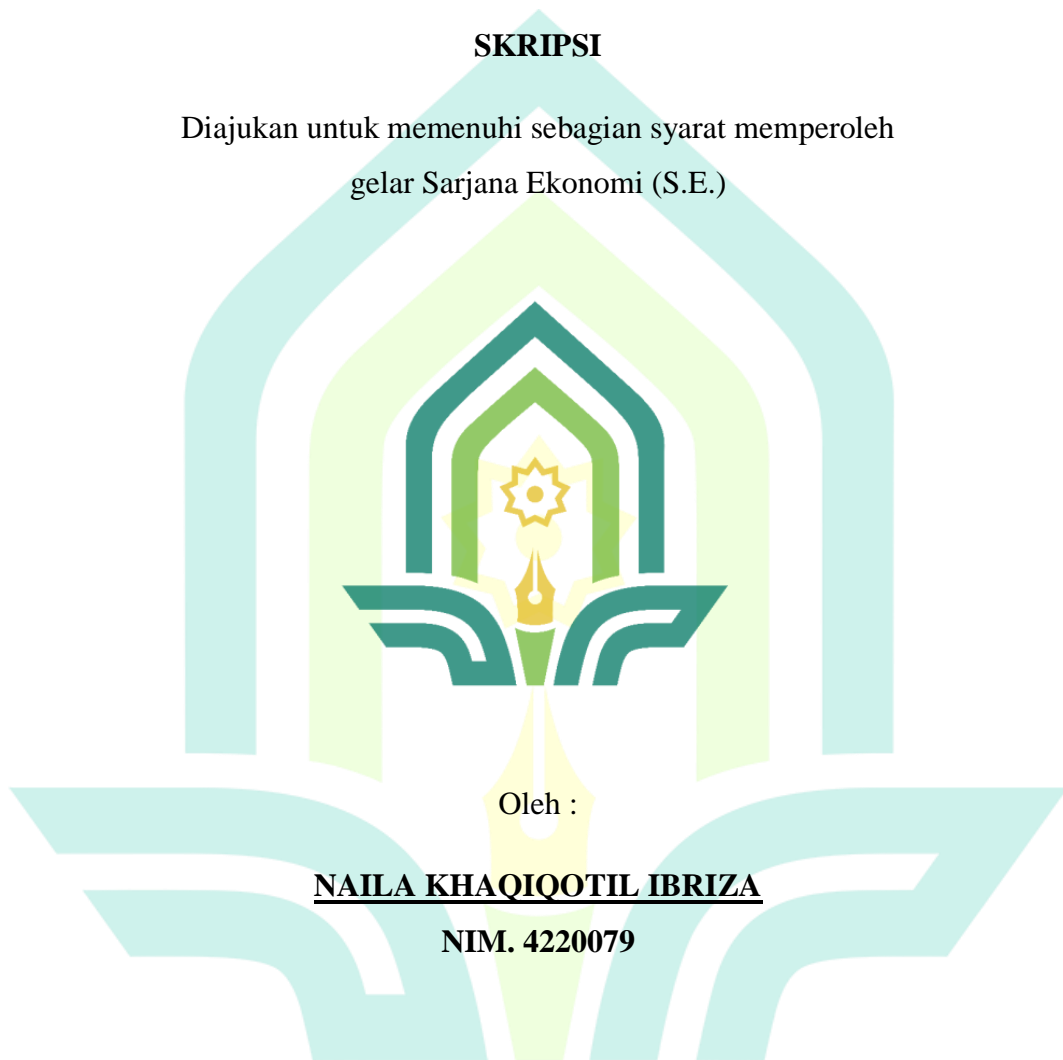 SKRIPSI
Diajukan untuk memenuhi sebagian syarat memperoleh
gelar Sarjana Ekonomi (S.E.)
Oleh :
NAILA KHAQIQOTIL IBRIZA
NIM. 4220079